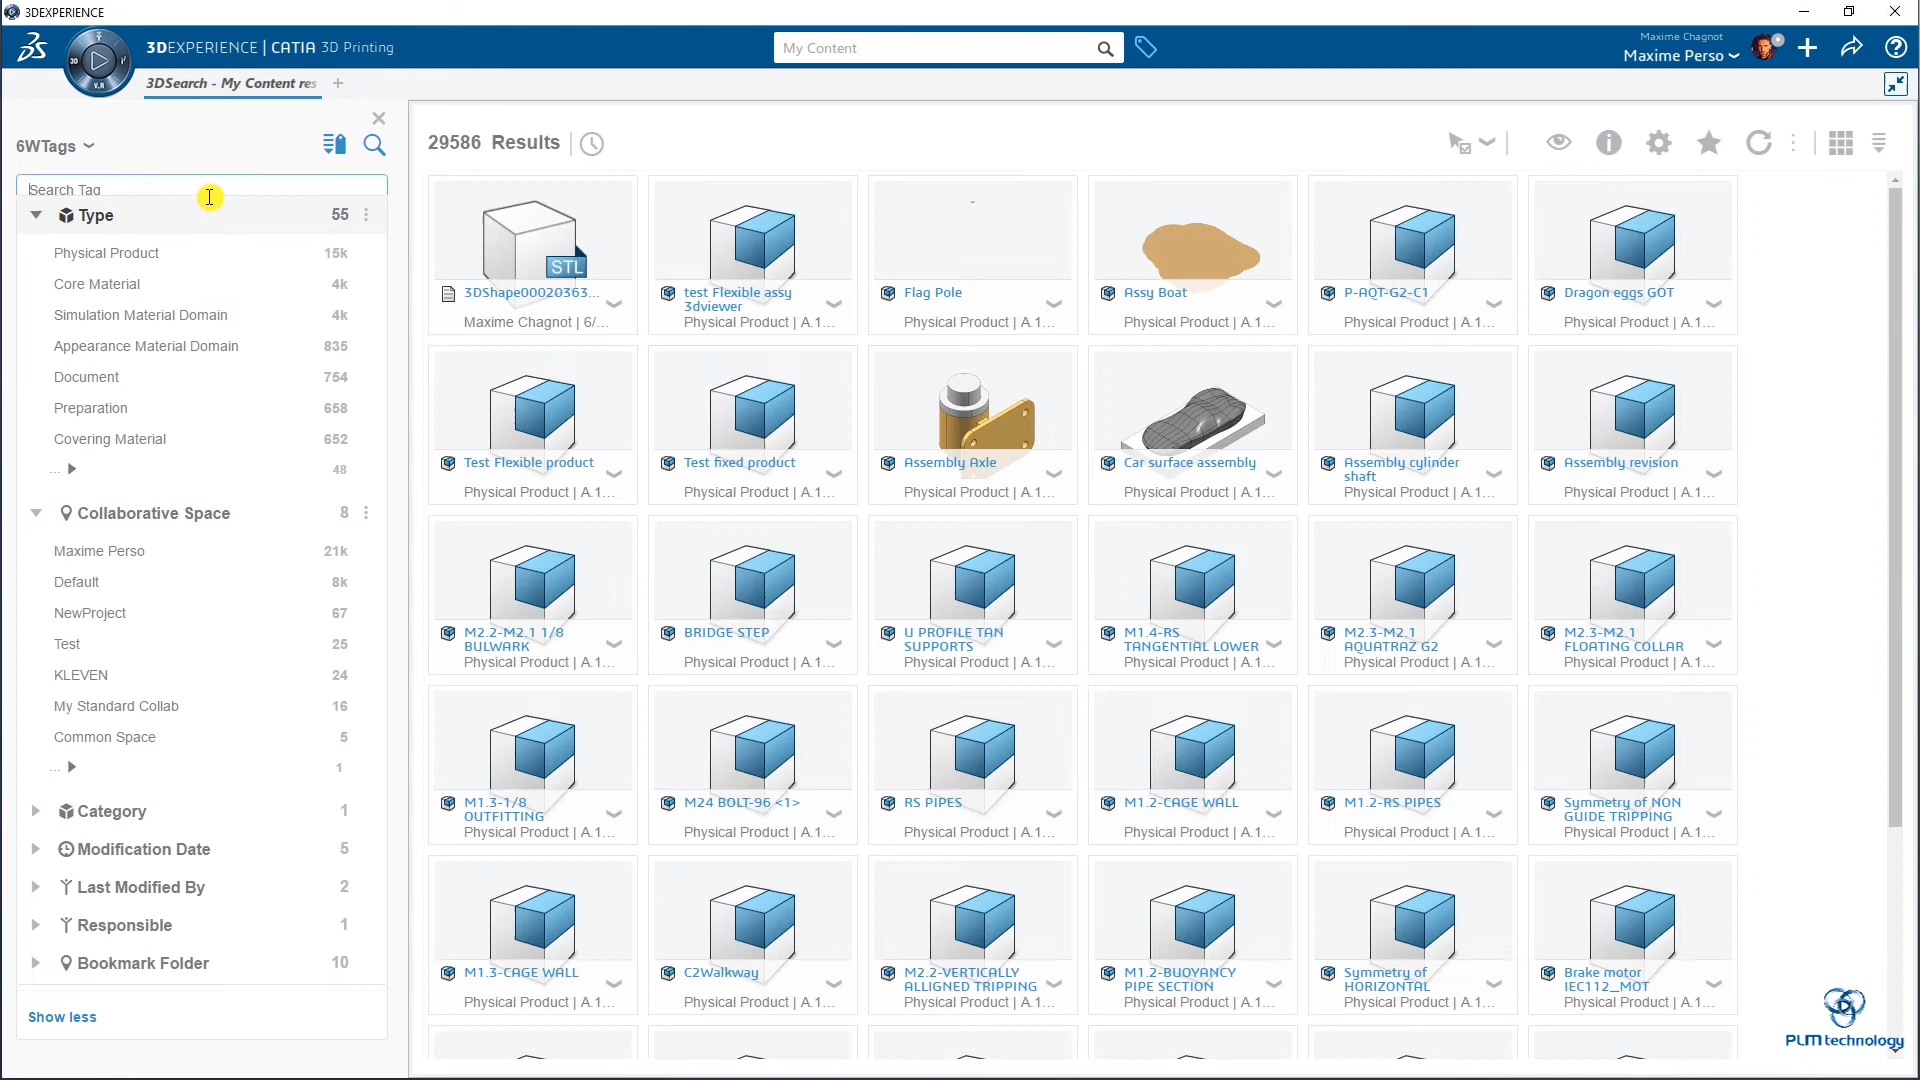 3DEXPERIENCE
3DEXPERIENCE | CATIA 3D Printing
My Content
Maxime Chagnot
Maxime Perso
3D
V.R
3DSearch - My Content res
6WTags
Search Tag
Type 55
Physical Product 15k
Core Material 4k
Simulation Material Domain 4k
Appearance Material Domain 835
Document 754
Preparation 658
Covering Material 652
... 48
Collaborative Space 8
Maxime Perso 21k
Default 8k
NewProject 67
Test 25
KLEVEN 24
My Standard Collab 16
Common Space 5
... 1
Category 1
Modification Date 5
Last Modified By 2
Responsible 1
Bookmark Folder 10
Show less
29586 Results
STL
3DShape00020363...
Maxime Chagnot | 6/...
test Flexible assy
3dviewer
Physical Product | A.1...
Flag Pole
Physical Product | A.1...
Assy Boat
Physical Product | A.1...
P-AQT-G2-C1
Physical Product | A.1...
Dragon eggs GOT
Physical Product | A.1...
Test Flexible product
Physical Product | A.1...
Test fixed product
Physical Product | A.1...
Assembly Axle
Physical Product | A.1...
Car surface assembly
Physical Product | A.1...
Assembly cylinder
shaft
Physical Product | A.1...
Assembly revision
Physical Product | A.1...
M2.2-M2.1 1/8
BULWARK
Physical Product | A.1...
BRIDGE STEP
Physical Product | A.1...
U PROFILE TAN
SUPPORTS
Physical Product | A.1...
M1.4-RS
TANGENTIAL LOWER
Physical Product | A.1...
M2.3-M2.1
AQUATRAZ G2
Physical Product | A.1...
M2.3-M2.1
FLOATING COLLAR
Physical Product | A.1...
M1.3-1/8
OUTFITTING
Physical Product | A.1...
M24 BOLT-96 <1>
Physical Product | A.1...
RS PIPES
Physical Product | A.1...
M1.2-CAGE WALL
Physical Product | A.1...
M1.2-RS PIPES
Physical Product | A.1...
Symmetry of NON
GUIDE TRIPPING
Physical Product | A.1...
M1.3-CAGE WALL
Physical Product | A.1...
C2Walkway
Physical Product | A.1...
M2.2-VERTICALLY
ALLIGNED TRIPPING
Physical Product | A.1...
M1.2-BUOYANCY
PIPE SECTION
Physical Product | A.1...
Symmetry of
HORIZONTAL
Physical Product | A.1...
Brake motor
IEC112_MOT
Physical Product | A.1...
PLM technology